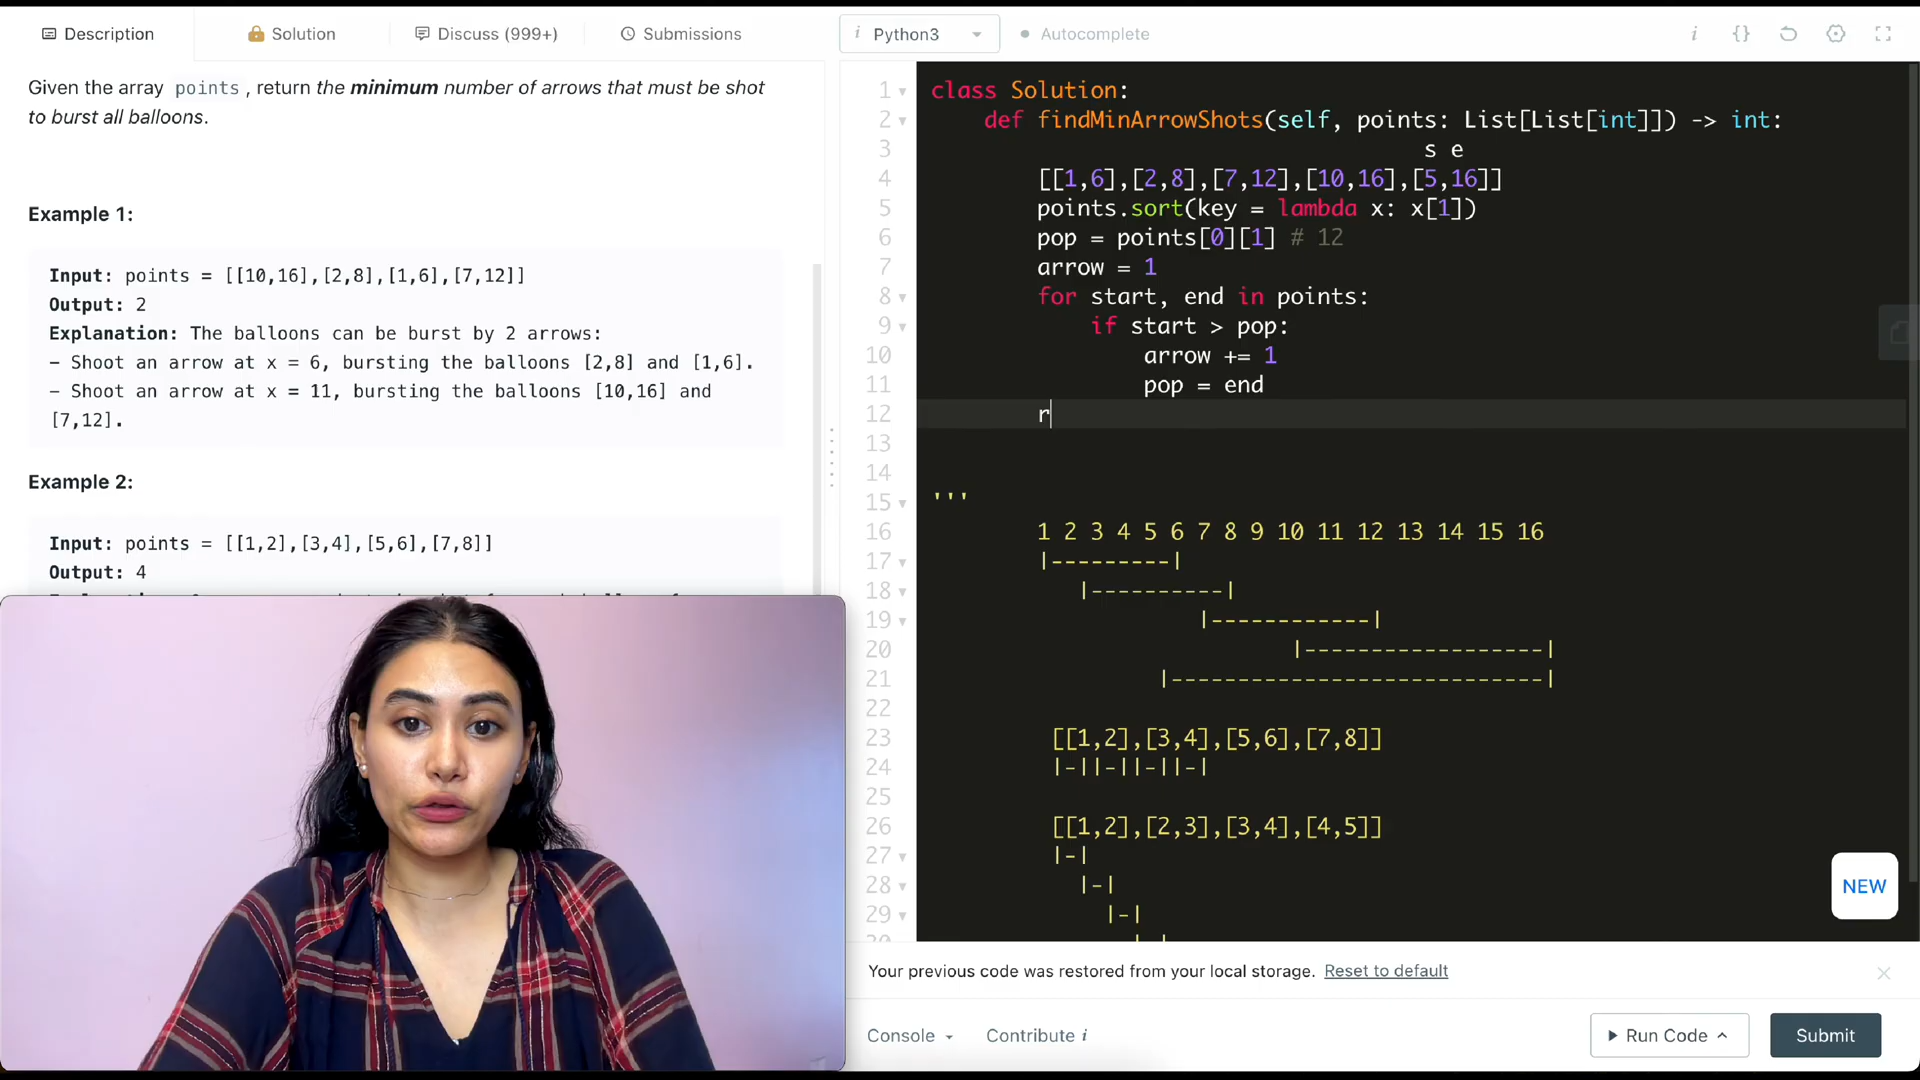 Description
Solution
Discuss (999+)
Submissions
i Python3
Autocomplete
i {}
Given the array points , return the minimum number of arrows that must be shot
to burst all balloons.
Example 1:
Input: points = [[10,16],[2,8],[1,6],[7,12]]
Output: 2
Explanation: The balloons can be burst by 2 arrows:
- Shoot an arrow at x = 6, bursting the balloons [2,8] and [1,6].
- Shoot an arrow at x = 11, bursting the balloons [10,16] and
[7,12].
Example 2:
Input: points = [[1,2],[3,4],[5,6],[7,8]]
Output: 4
1 class Solution:
2 def findMinArrowShots(self, points: List[List[int]]) -> int:
3 s e
4 [[1,6],[2,8],[7,12],[10,16],[5,16]]
5 points.sort(key = lambda x: x[1])
6 pop = points[0][1] # 12
7 arrow = 1
8 for start, end in points:
9 if start > pop:
10 arrow += 1
11 pop = end
12 r
13
14
15 '''
16 1 2 3 4 5 6 7 8 9 10 11 12 13 14 15 16
17 |---------|
18 |----------|
19 |------------|
20 |------------------|
21 |----------------------------|
22
23 [[1,2],[3,4],[5,6],[7,8]]
24 |-||-||-||-|
25
26 [[1,2],[2,3],[3,4],[4,5]]
27 |-|
28 |-|
29 |-|
NEW
Your previous code was restored from your local storage. Reset to default
Console
Contribute i
Run Code
Submit